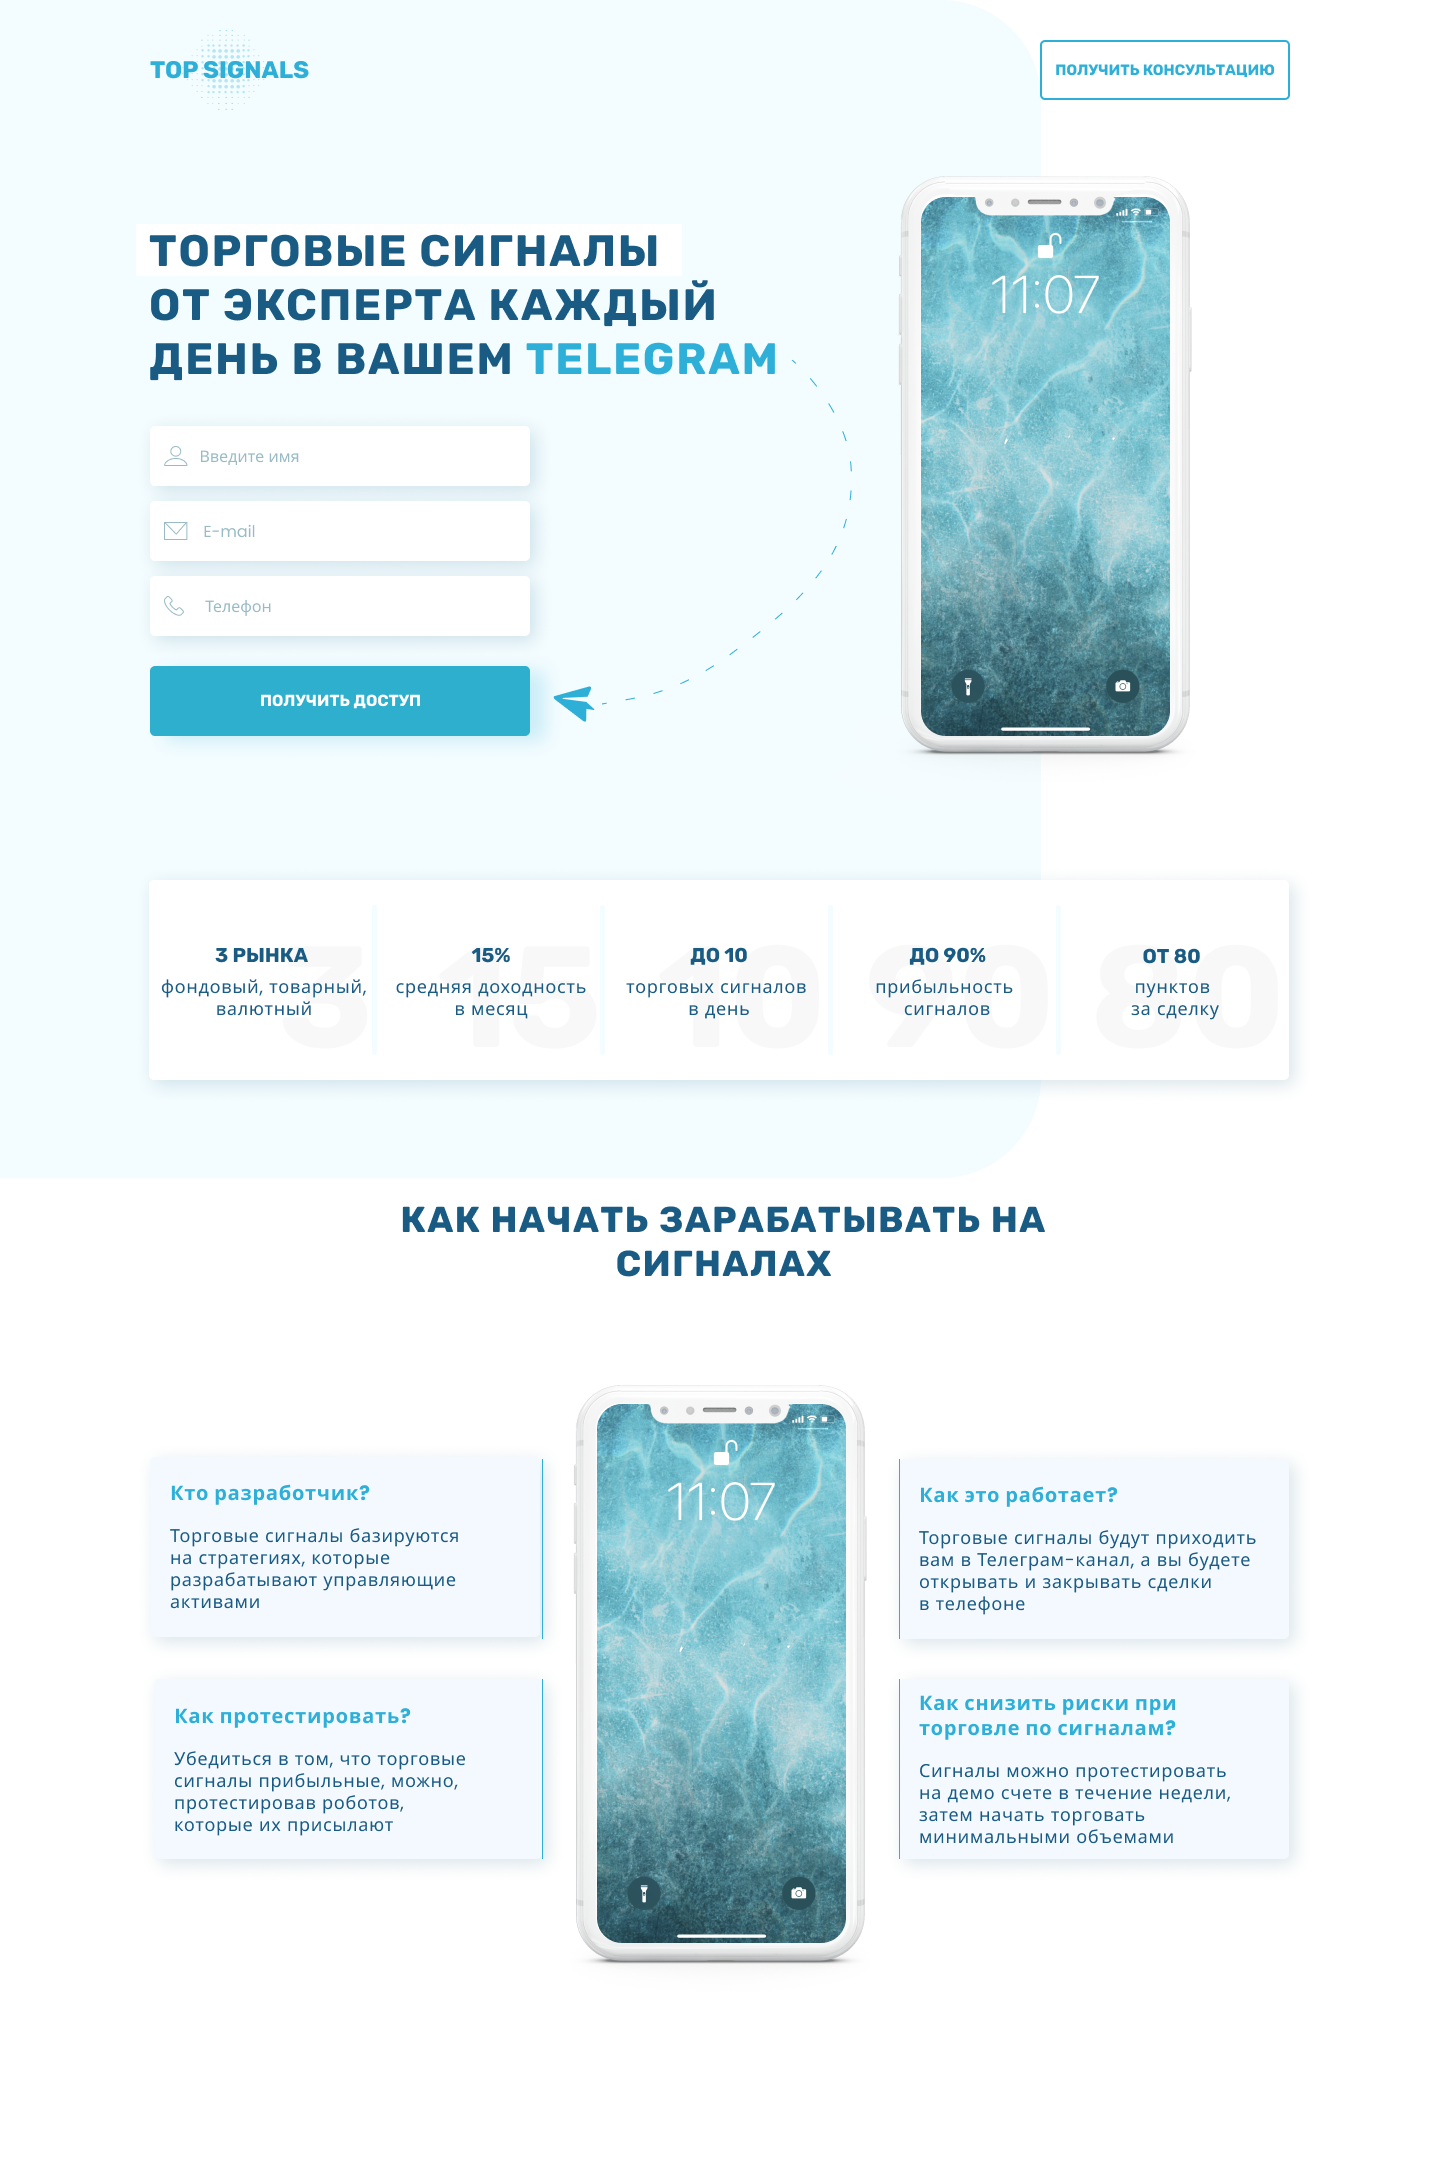 TOP SIGNALS
ПОЛУЧИТЬ КОНСУЛЬТАЦИЮ
ТОРГОВЫЕ СИГНАЛЫ
ОТ ЭКСПЕРТА КАЖДЫЙ
ДЕНЬ В ВАШЕМ TELEGRAM
11:07
Введите имя
E-mail
Телефон
ПОЛУЧИТЬ ДОСТУП
3
3 РЫНКА
фондовый, товарный,
валютный
15
15%
средняя доходность
в месяц
10
ДО 10
торговых сигналов
в день
90
ДО 90%
прибыльность
сигналов
80
ОТ 80
пунктов
за сделку
КАК НАЧАТЬ ЗАРАБАТЫВАТЬ НА
СИГНАЛАХ
Кто разработчик?
Торговые сигналы базируются
на стратегиях, которые
разрабатывают управляющие
активами
Как протестировать?
Убедиться в том, что торговые
сигналы прибыльные, можно,
протестировав роботов,
которые их присылают
11:07
Как это работает?
Торговые сигналы будут приходить
вам в Телеграм-канал, а вы будете
открывать и закрывать сделки
в телефоне
Как снизить риски при
торговле по сигналам?
Сигналы можно протестировать
на демо счете в течение недели,
затем начать торговать
минимальными объемами